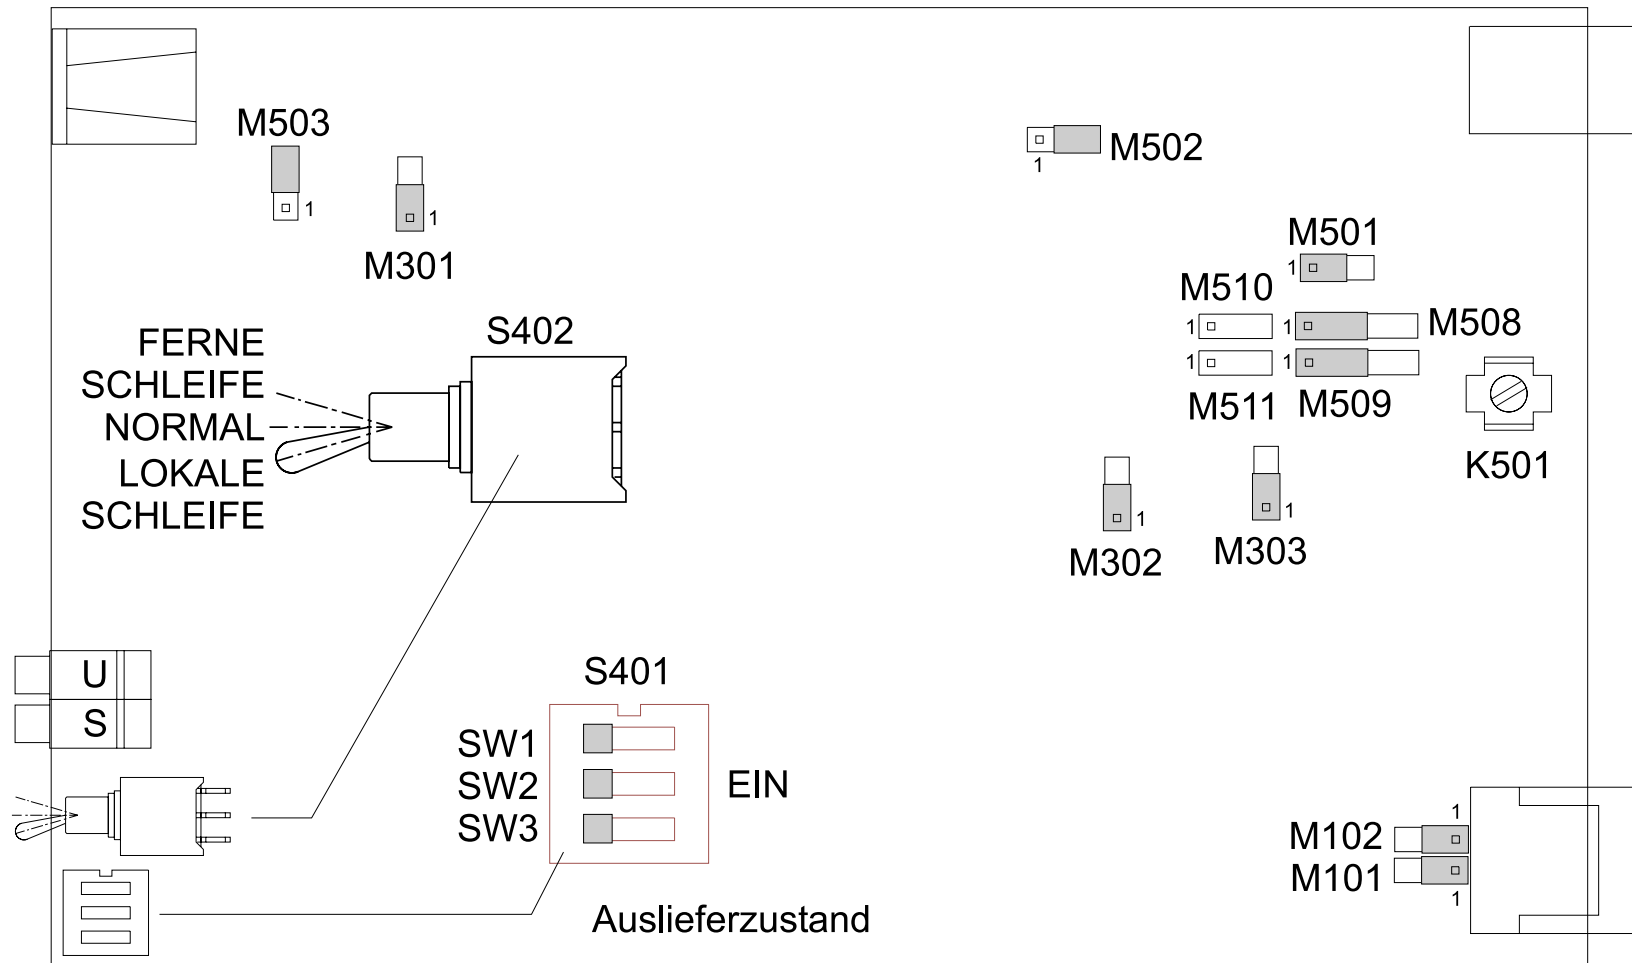 M503
1
M301
1
M502
1
M501
1
M510
1
M508
1
M511
1
M509
1
K501
M302
1
M303
1
S402
FERNE
SCHLEIFE
NORMAL
LOKALE
SCHLEIFE
U
S
S401
SW1
SW2
SW3
EIN
M102
1
M101
1
Auslieferzustand